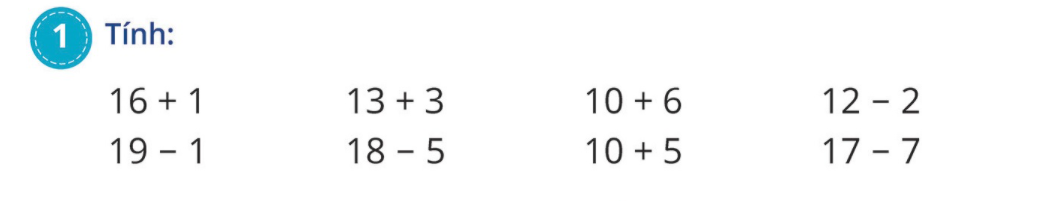 1 Tính:
16 + 1 13 + 3 10 + 6 12 – 2
19 – 1 18 – 5 10 + 5 17 – 7